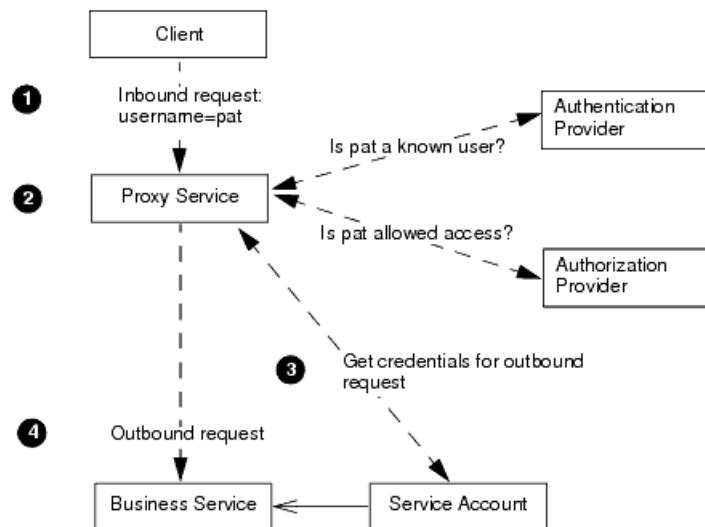 Client
1
Inbound request:
username=pat
Authentication
Provider
Is pat a known user?
2
Proxy Service
Is pat allowed access?
Authorization
Provider
3
Get credentials for outbound
request
4
Outbound request
Business Service
Service Account